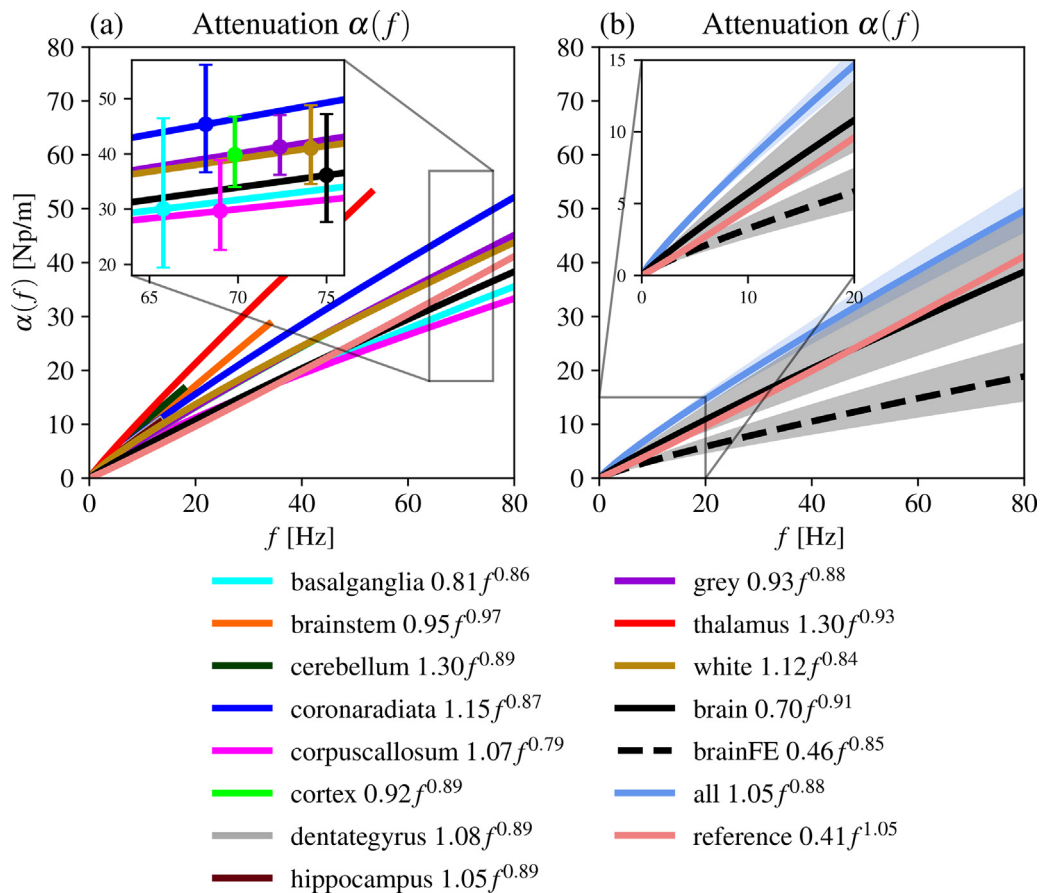 (a) Attenuation α(f)
80
70
60
50
40
30
20
10
0
α(f) [Np/m]
50
40
30
20
65 70 75
0 20 40 60 80
f [Hz]
(b) Attenuation α(f)
80
70
60
50
40
30
20
10
0
15
10
5
0
0 10 20
0 20 40 60 80
f [Hz]
basalganglia 0.81f^0.86
brainstem 0.95f^0.97
cerebellum 1.30f^0.89
coronaradiata 1.15f^0.87
corpuscallosum 1.07f^0.79
cortex 0.92f^0.89
dentategyrus 1.08f^0.89
hippocampus 1.05f^0.89
grey 0.93f^0.88
thalamus 1.30f^0.93
white 1.12f^0.84
brain 0.70f^0.91
brainFE 0.46f^0.85
all 1.05f^0.88
reference 0.41f^1.05